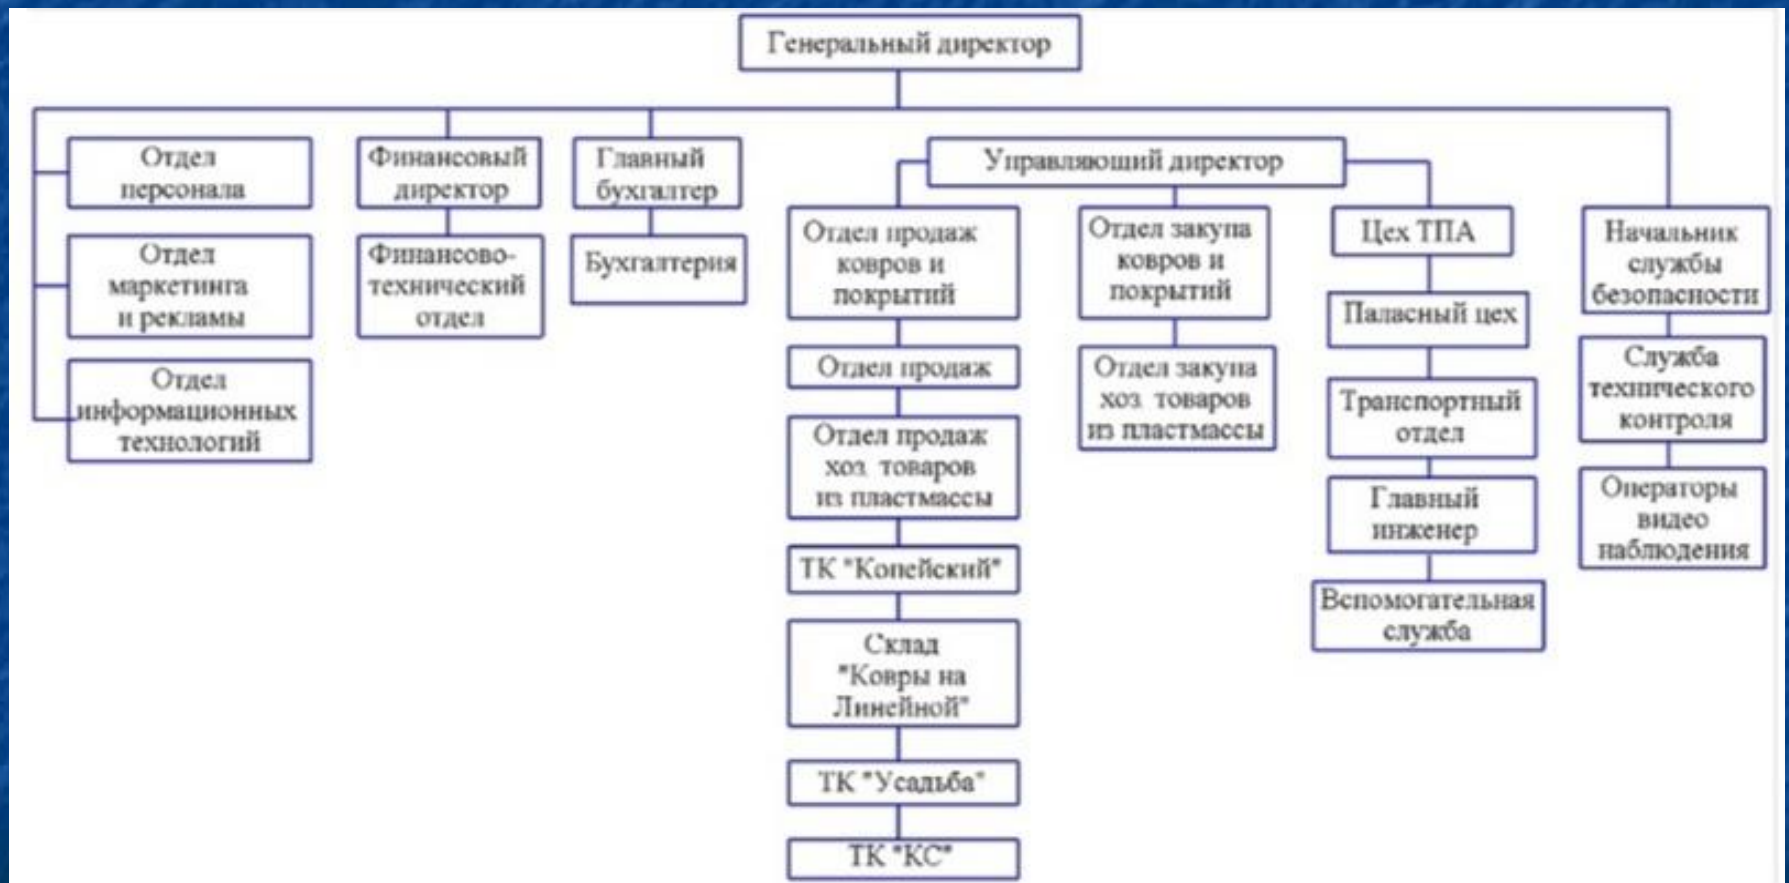 Генеральный директор
Отдел
персонала
Отдел
маркетинга
и рекламы
Отдел
информационных
технологий
Финансовый
директор
Финансово-
технический
отдел
Главный
бухгалтер
Бухгалтерия
Управляющий директор
Отдел продаж
ковров и
покрытий
Отдел продаж
Отдел продаж
хоз. товаров
из пластмассы
ТК "Копейский"
Склад
"Ковры на
Линейной"
ТК "Усадьба"
ТК "КС"
Отдел закупа
ковров и
покрытий
Отдел закупа
хоз. товаров
из пластмассы
Цех ТПА
Паласный цех
Транспортный
отдел
Главный
инженер
Вспомогательная
служба
Начальник
службы
безопасности
Служба
технического
контроля
Операторы
видео
наблюдения